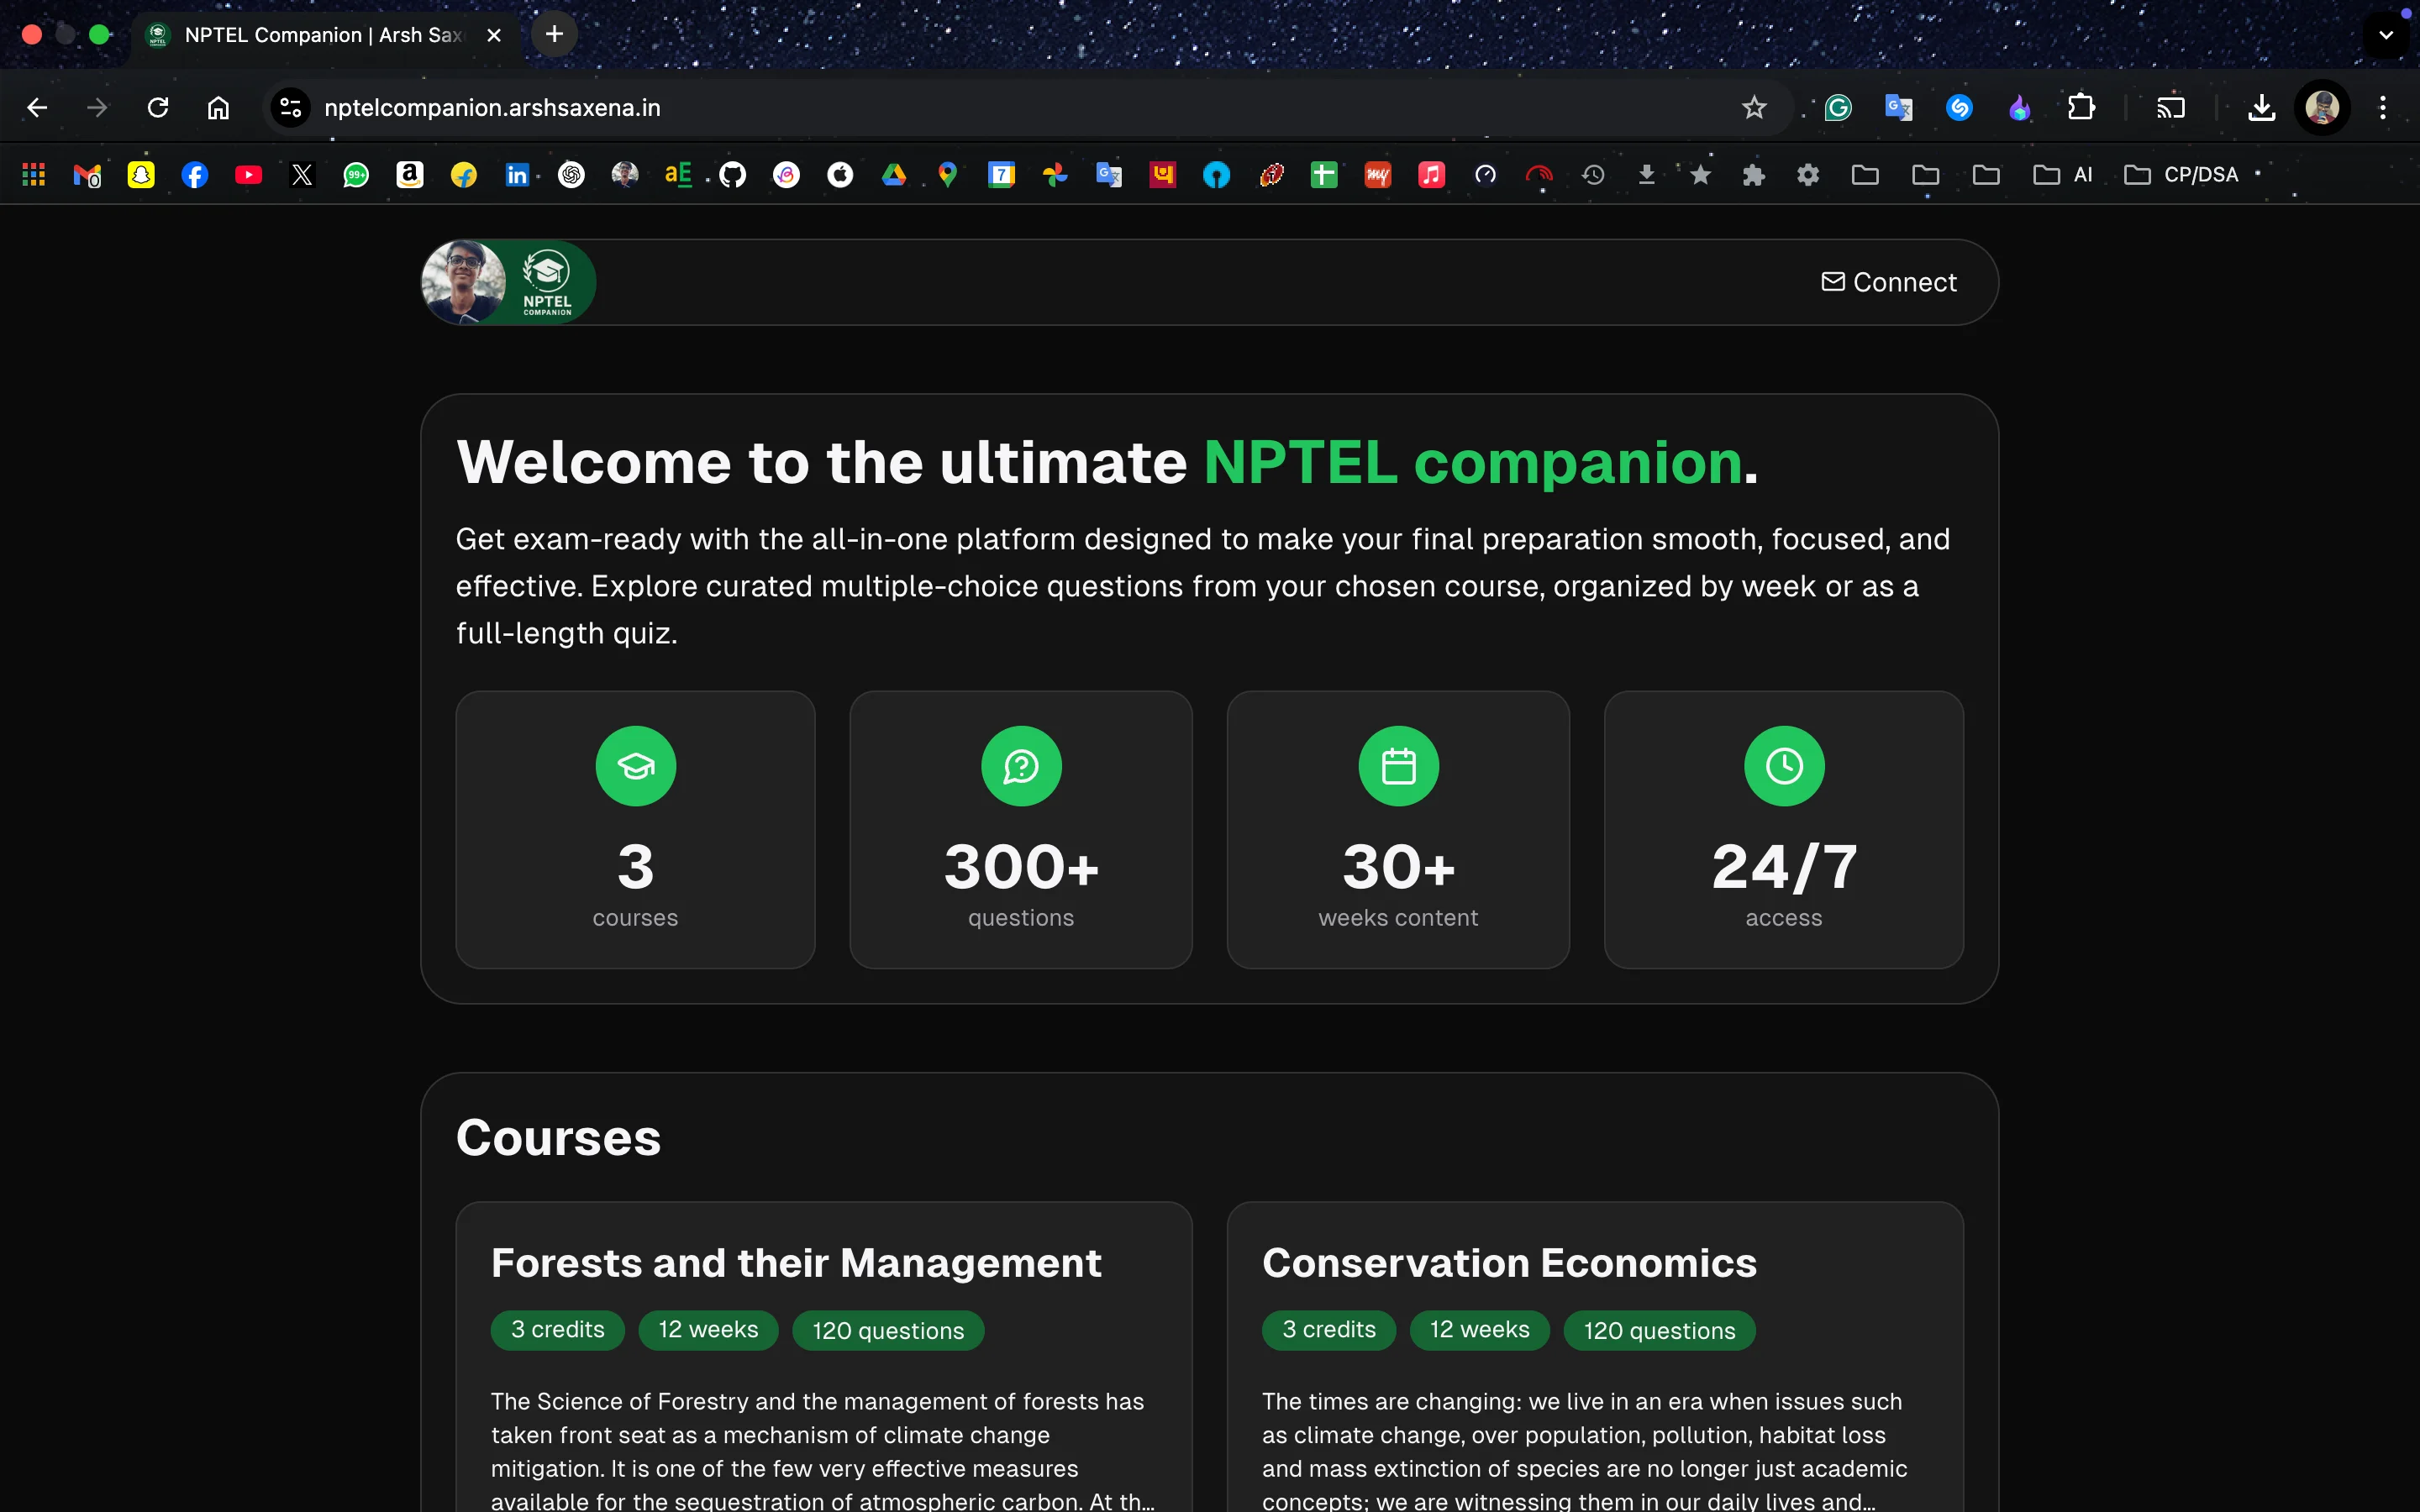 NPTEL Companion | Arsh Sax
nptelcompanion.arshsaxena.in
AI
CP/DSA
NPTEL
COMPANION
Connect
Welcome to the ultimate NPTEL companion.
Get exam-ready with the all-in-one platform designed to make your final preparation smooth, focused, and
effective. Explore curated multiple-choice questions from your chosen course, organized by week or as a
full-length quiz.
3
courses
300+
questions
30+
weeks content
24/7
access
Courses
Forests and their Management
3 credits
12 weeks
120 questions
The Science of Forestry and the management of forests has
taken front seat as a mechanism of climate change
mitigation. It is one of the few very effective measures
available for the sequestration of atmospheric carbon. At th...
Conservation Economics
3 credits
12 weeks
120 questions
The times are changing: we live in an era when issues such
as climate change, over population, pollution, habitat loss
and mass extinction of species are no longer just academic
concepts; we are witnessing them in our daily lives and...